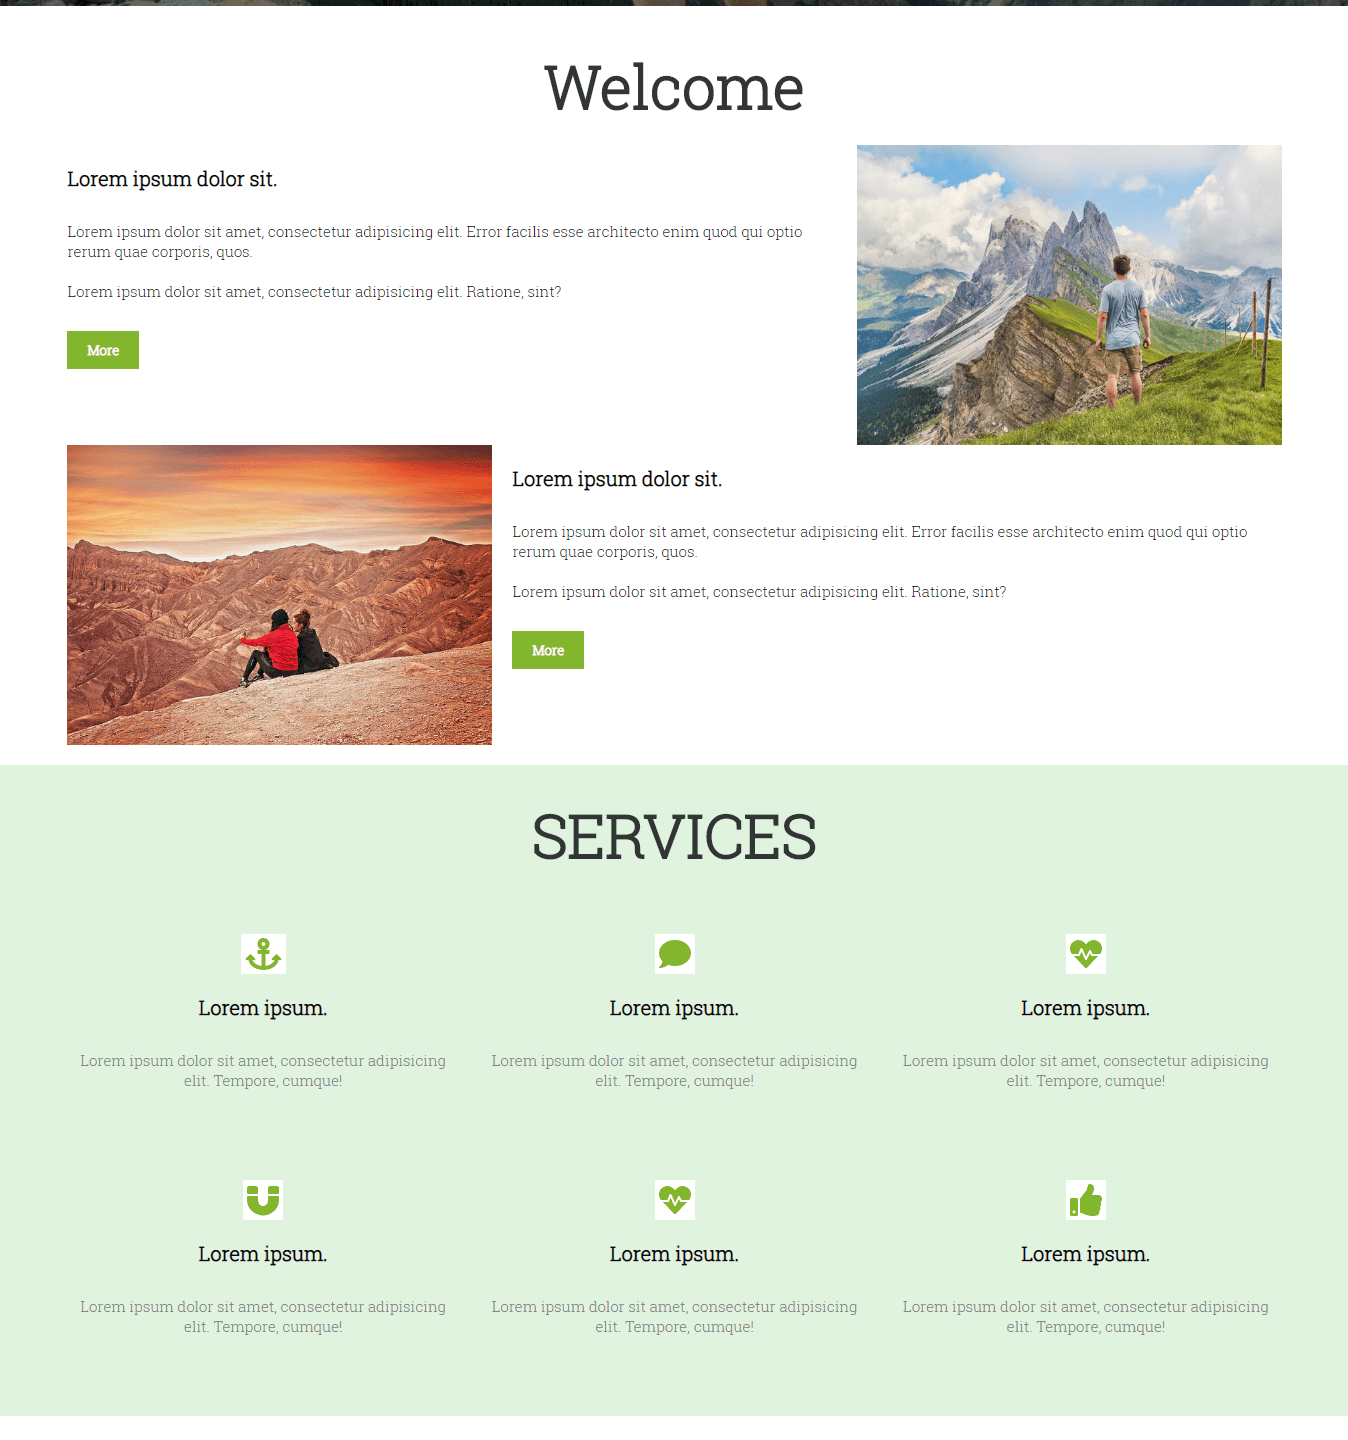 Welcome
Lorem ipsum dolor sit.
Lorem ipsum dolor sit amet, consectetur adipisicing elit. Error facilis esse architecto enim quod qui optio
rerum quae corporis, quos.
Lorem ipsum dolor sit amet, consectetur adipisicing elit. Ratione, sint?
More
Lorem ipsum dolor sit.
Lorem ipsum dolor sit amet, consectetur adipisicing elit. Error facilis esse architecto enim quod qui optio
rerum quae corporis, quos.
Lorem ipsum dolor sit amet, consectetur adipisicing elit. Ratione, sint?
More
SERVICES
Lorem ipsum.
Lorem ipsum dolor sit amet, consectetur adipisicing
elit. Tempore, cumque!
Lorem ipsum.
Lorem ipsum dolor sit amet, consectetur adipisicing
elit. Tempore, cumque!
Lorem ipsum.
Lorem ipsum dolor sit amet, consectetur adipisicing
elit. Tempore, cumque!
Lorem ipsum.
Lorem ipsum dolor sit amet, consectetur adipisicing
elit. Tempore, cumque!
Lorem ipsum.
Lorem ipsum dolor sit amet, consectetur adipisicing
elit. Tempore, cumque!
Lorem ipsum.
Lorem ipsum dolor sit amet, consectetur adipisicing
elit. Tempore, cumque!